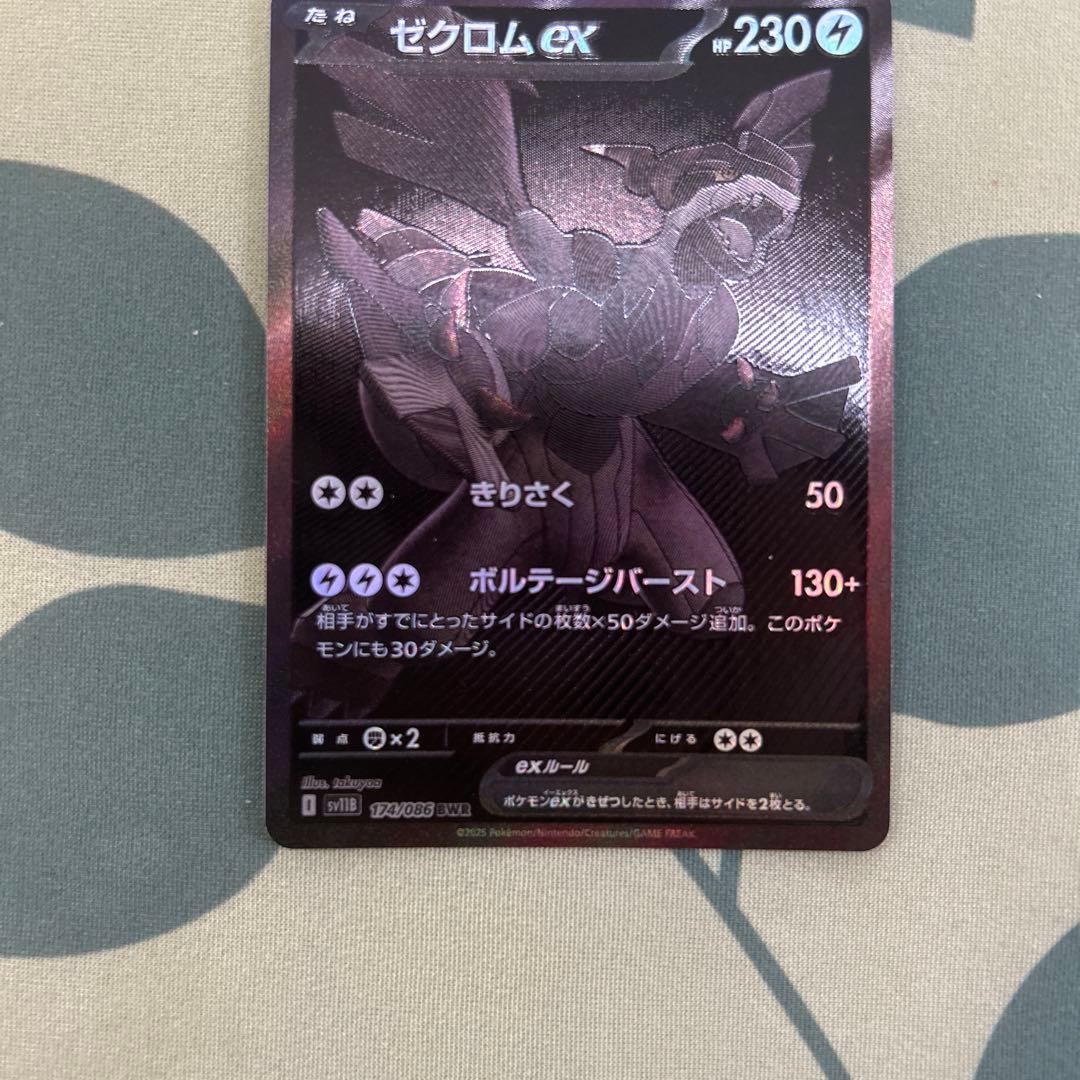 たね ゼクロムex HP230
きりさく 50
ボルテージバースト 130+
相手がすでにとったサイドの枚数×50ダメージ追加。このポケ
モンにも30ダメージ。
弱点 ×2 抵抗力 にげる
exルール
ポケモンexがきぜつしたとき、相手はサイドを2枚とる。
Illus. takuyoa
I sv11B 174/086 BWR
©2025 Pokémon/Nintendo/Creatures/GAME FREAK